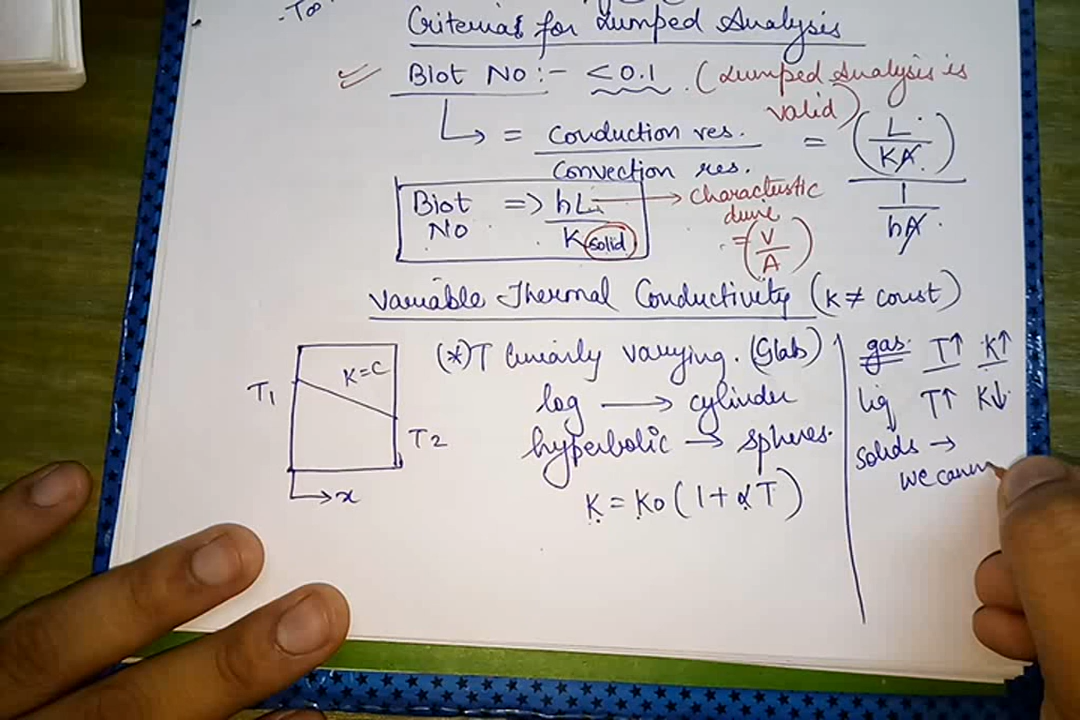 -T∞
Criterias for Lumped Analysis
Biot No:- <0.1 (Lumped Analysis is
valid)
= Conduction res. / Convection res. = (L/KA) / (1/hA)
Biot No => hL/K solid → characteristic
dime
= (V/A)
Variable Thermal Conductivity (K ≠ const)
(*) T linearly varying. (Slab)
log → cylinder
hyperbolic → spheres.
K = Ko (1 + αT)
T1
K=C
T2
→ x
gas: T↑ K↑
liq T↑ K↓
solids →
we cann